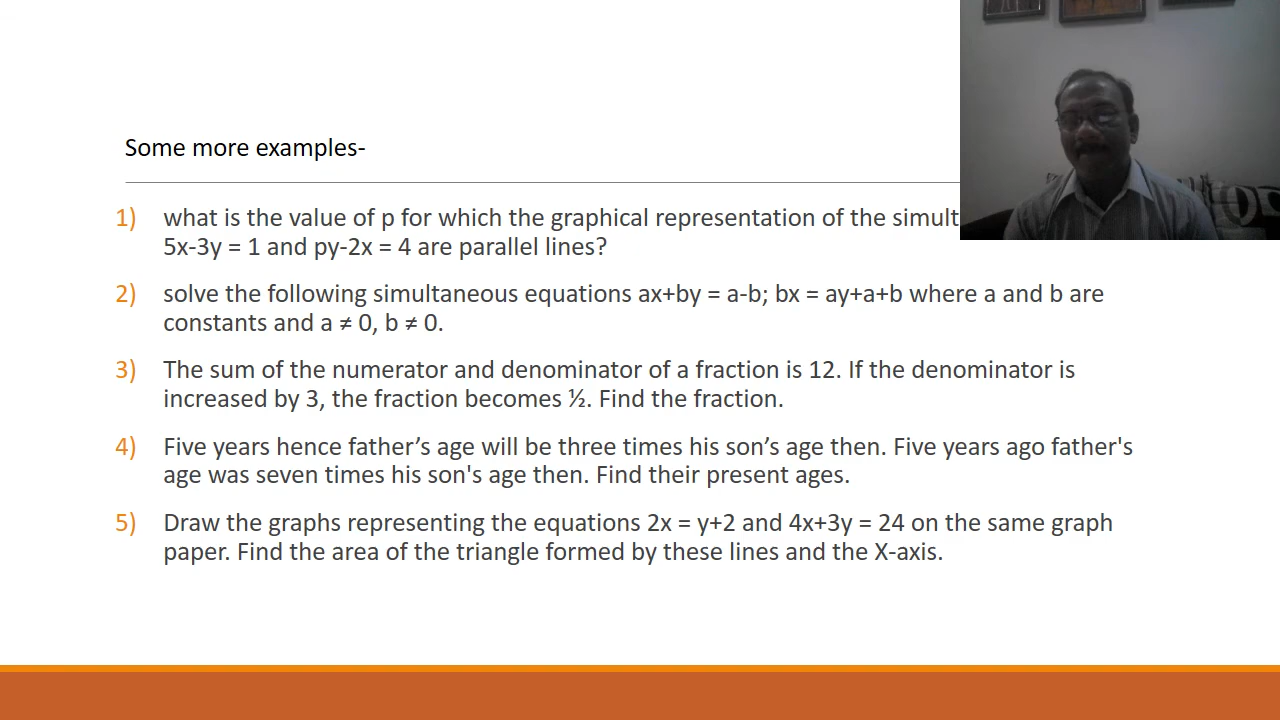 Some more examples-
1) what is the value of p for which the graphical representation of the
5x-3y = 1 and py-2x = 4 are parallel lines?
2) solve the following simultaneous equations ax+by = a-b; bx = ay+a+b where a and b are
constants and a ≠ 0, b ≠ 0.
3) The sum of the numerator and denominator of a fraction is 12. If the denominator is
increased by 3, the fraction becomes ½. Find the fraction.
4) Five years hence father’s age will be three times his son’s age then. Five years ago father's
age was seven times his son's age then. Find their present ages.
5) Draw the graphs representing the equations 2x = y+2 and 4x+3y = 24 on the same graph
paper. Find the area of the triangle formed by these lines and the X-axis.